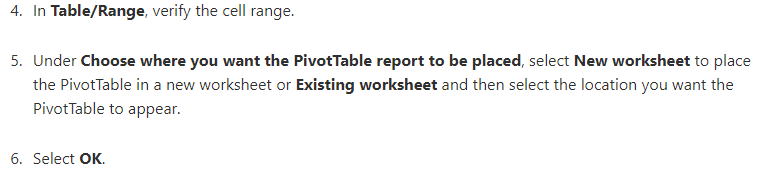 4. In Table/Range, verify the cell range.
5. Under Choose where you want the PivotTable report to be placed, select New worksheet to place
the PivotTable in a new worksheet or Existing worksheet and then select the location you want the
PivotTable to appear.
6. Select OK.